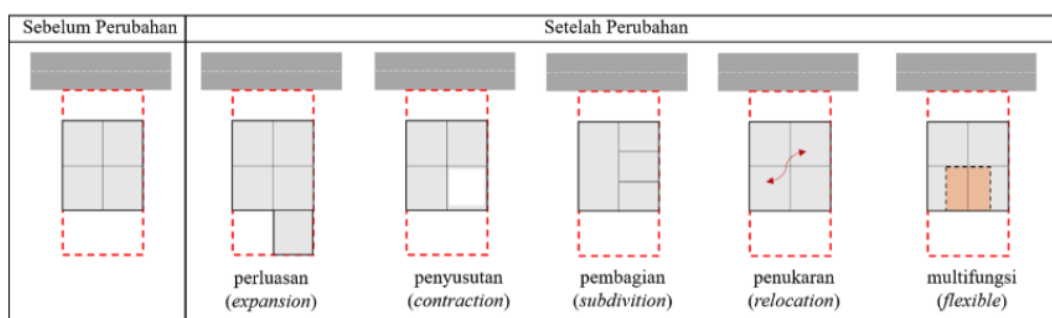 Sebelum Perubahan
Setelah Perubahan
perluasan
(expansion)
penyusutan
(contraction)
pembagian
(subdivition)
penukaran
(relocation)
multifungsi
(flexible)